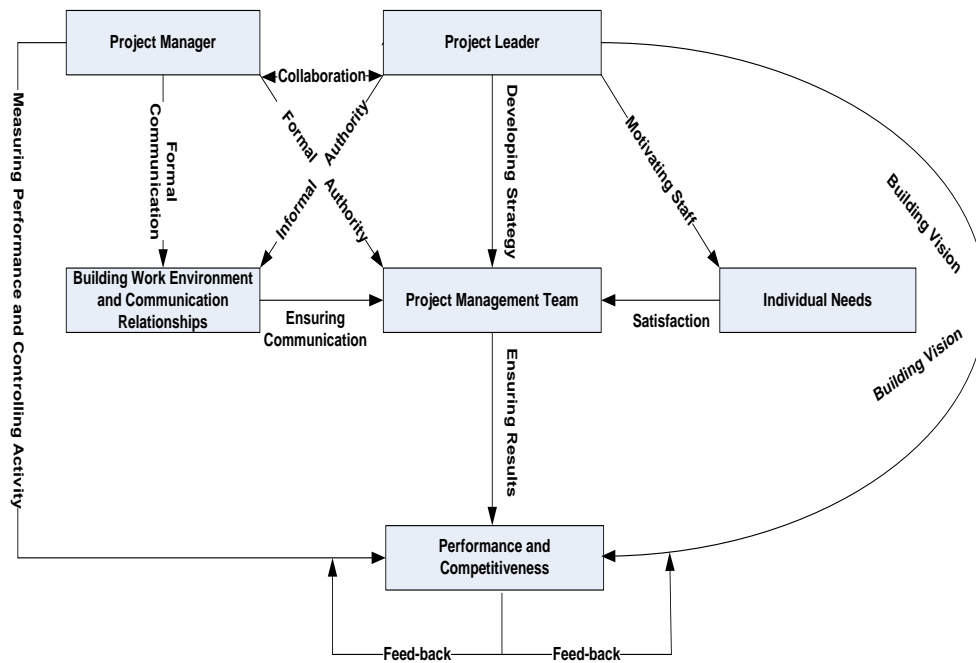 Project Manager
Project Leader
Collaboration
Measuring Performance and Controlling Activity
Formal
Communication
Formal Authority
Informal Authority
Developing Strategy
Motivating Staff
Building Vision
Building Work Environment
and Communication
Relationships
Project Management Team
Individual Needs
Ensuring
Communication
Satisfaction
Building Vision
Ensuring Results
Performance and
Competitiveness
Feed-back
Feed-back